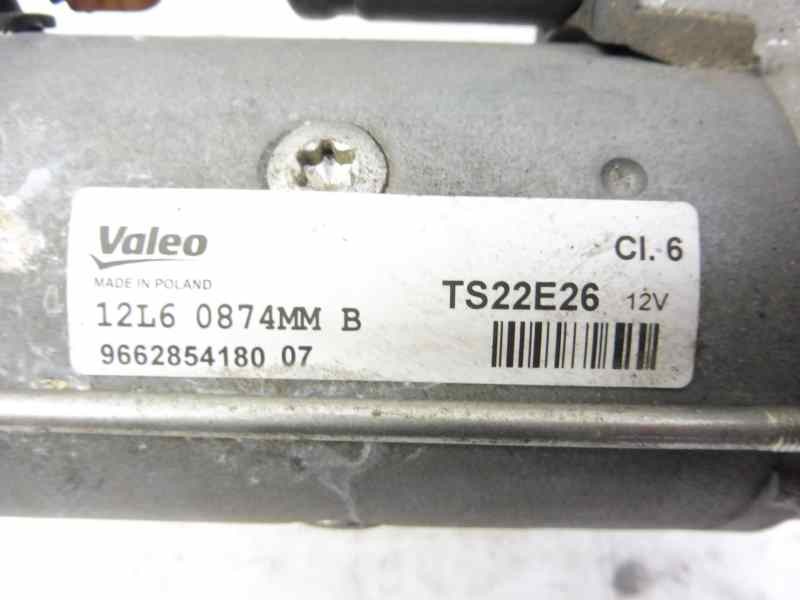 Valeo
Cl. 6
MADE IN POLAND
TS22E26 12V
12L6 0874MM B
9662854180 07